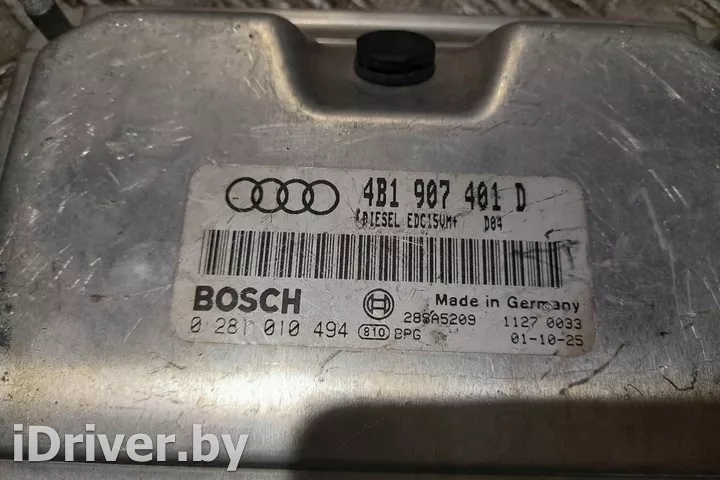 4B1 907 401 D
*DIESEL EDC15VM+ D04
BOSCH
Made in Germany
0 281 010 494 810 BPG 28SA5209 1127 0033
01-10-25
iDriver.by